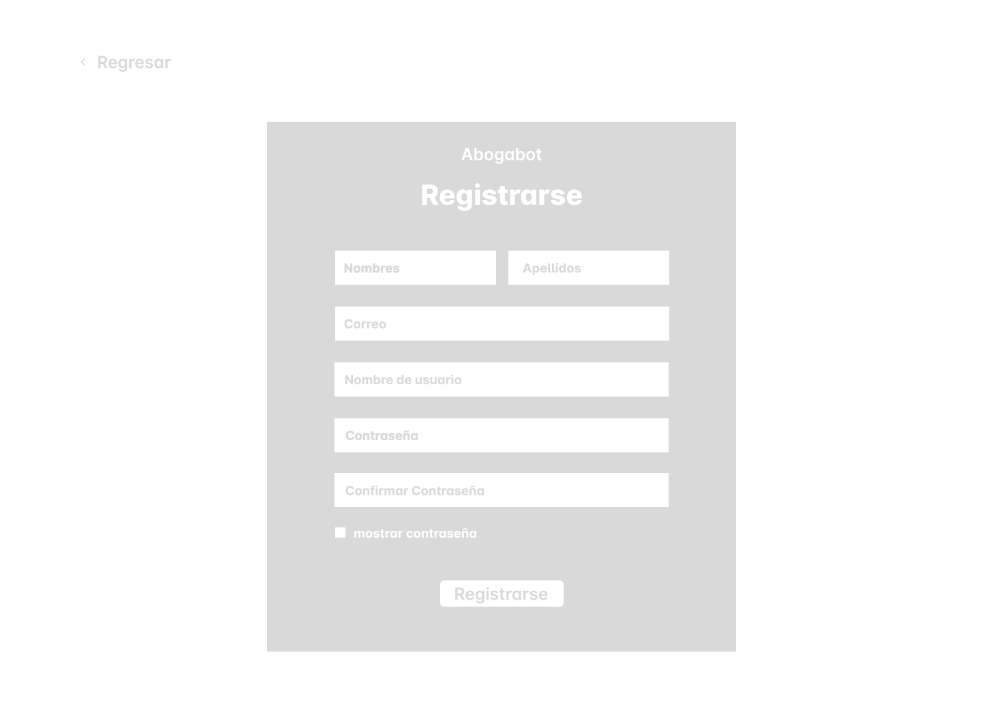 Regresar
Abogabot
Registrarse
Nombres Apellidos
Correo
Nombre de usuario
Contraseña
Confirmar Contraseña
mostrar contraseña
Registrarse